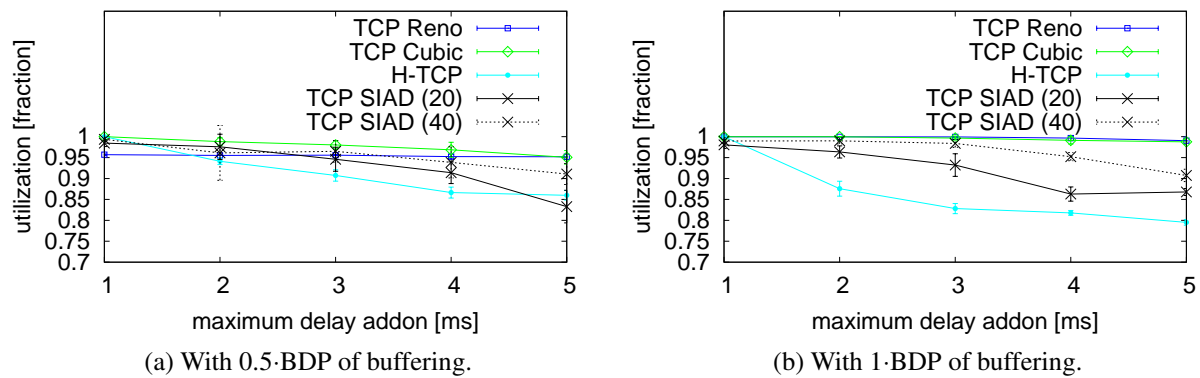 TCP Reno
TCP Cubic
H-TCP
TCP SIAD (20)
TCP SIAD (40)
utilization [fraction]
1
0.95
0.9
0.85
0.8
0.75
0.7
1 2 3 4 5
maximum delay addon [ms]
(a) With 0.5·BDP of buffering.
TCP Reno
TCP Cubic
H-TCP
TCP SIAD (20)
TCP SIAD (40)
utilization [fraction]
1
0.95
0.9
0.85
0.8
0.75
0.7
1 2 3 4 5
maximum delay addon [ms]
(b) With 1·BDP of buffering.